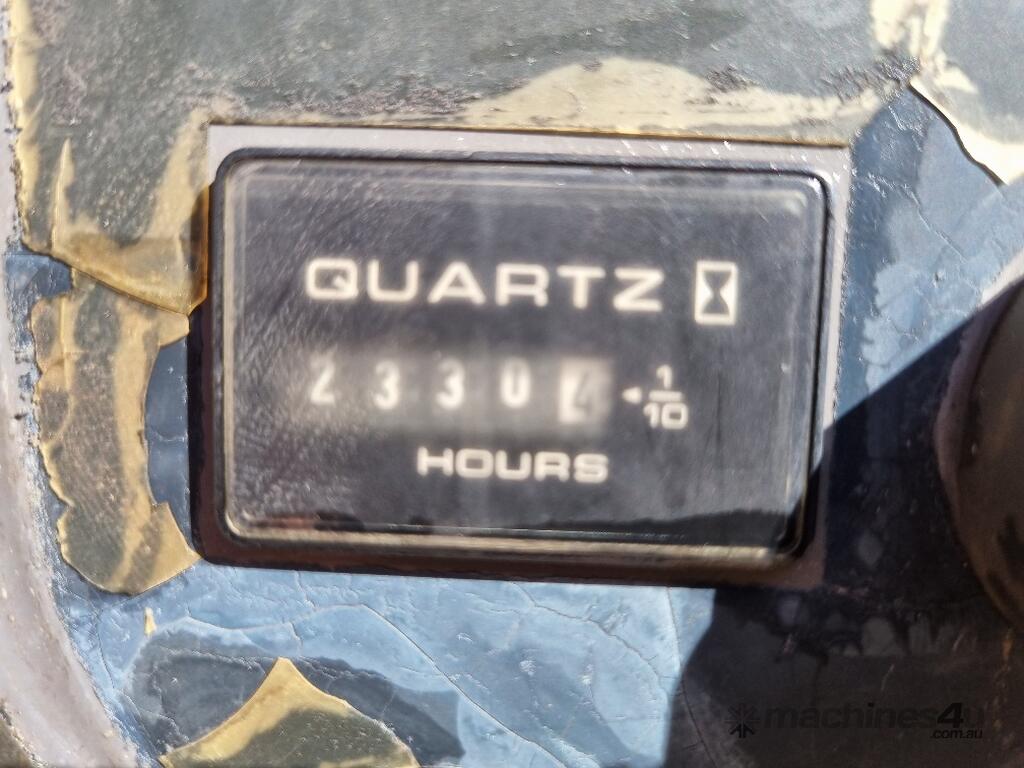 QUARTZ
2330
1/10
HOURS
machines4u
.com.au